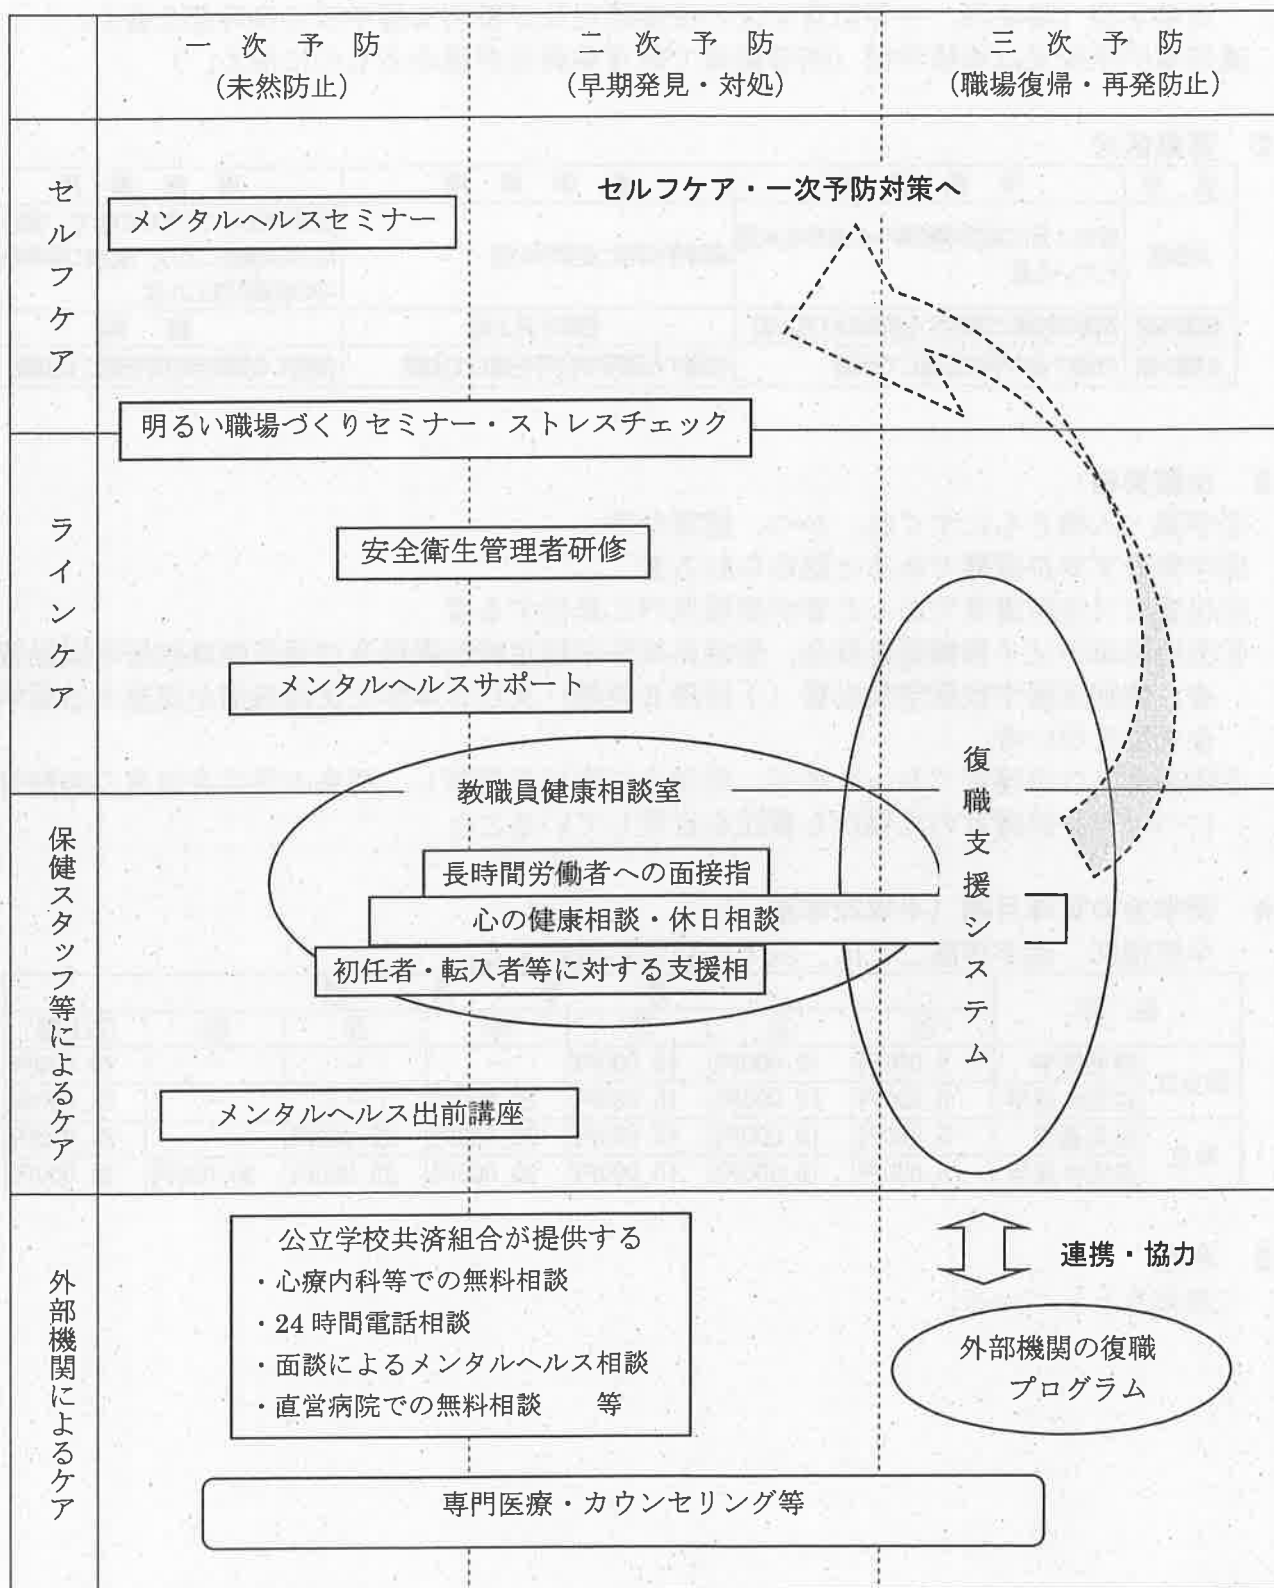 一次予防
(未然防止)
二次予防
(早期発見・対処)
三次予防
(職場復帰・再発防止)
セルフケア
メンタルヘルスセミナー
セルフケア・一次予防対策へ
明るい職場づくりセミナー・ストレスチェック
ラインケア
安全衛生管理者研修
メンタルヘルスサポート
教職員健康相談室
復職支援システム
保健スタッフ等によるケア
長時間労働者への面接指
心の健康相談・休日相談
初任者・転入者等に対する支援相
メンタルヘルス出前講座
外部機関によるケア
公立学校共済組合が提供する
・心療内科等での無料相談
・24時間電話相談
・面談によるメンタルヘルス相談
・直営病院での無料相談 等
連携・協力
外部機関の復職
プログラム
専門医療・カウンセリング等